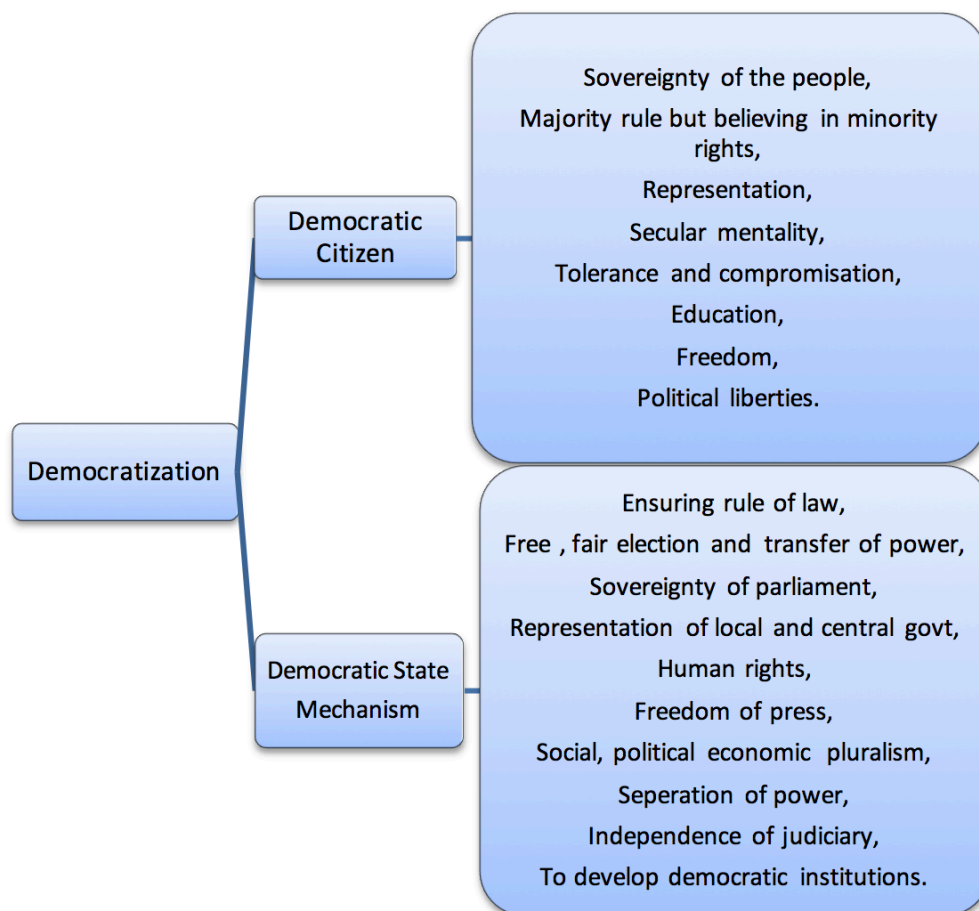 Democratization
Democratic
Citizen
Sovereignty of the people,
Majority rule but believing in minority
rights,
Representation,
Secular mentality,
Tolerance and compromisation,
Education,
Freedom,
Political liberties.
Democratic State
Mechanism
Ensuring rule of law,
Free , fair election and transfer of power,
Sovereignty of parliament,
Representation of local and central govt,
Human rights,
Freedom of press,
Social, political economic pluralism,
Seperation of power,
Independence of judiciary,
To develop democratic institutions.